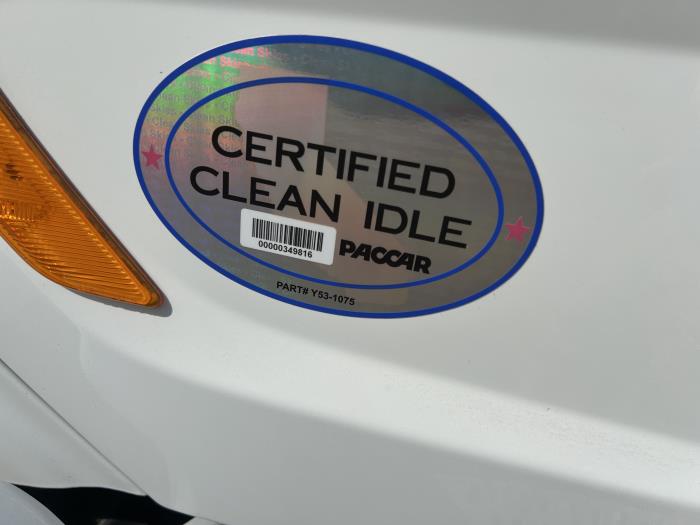 CERTIFIED
CLEAN IDLE
00000349816
PACCAR
PART# Y53-1075